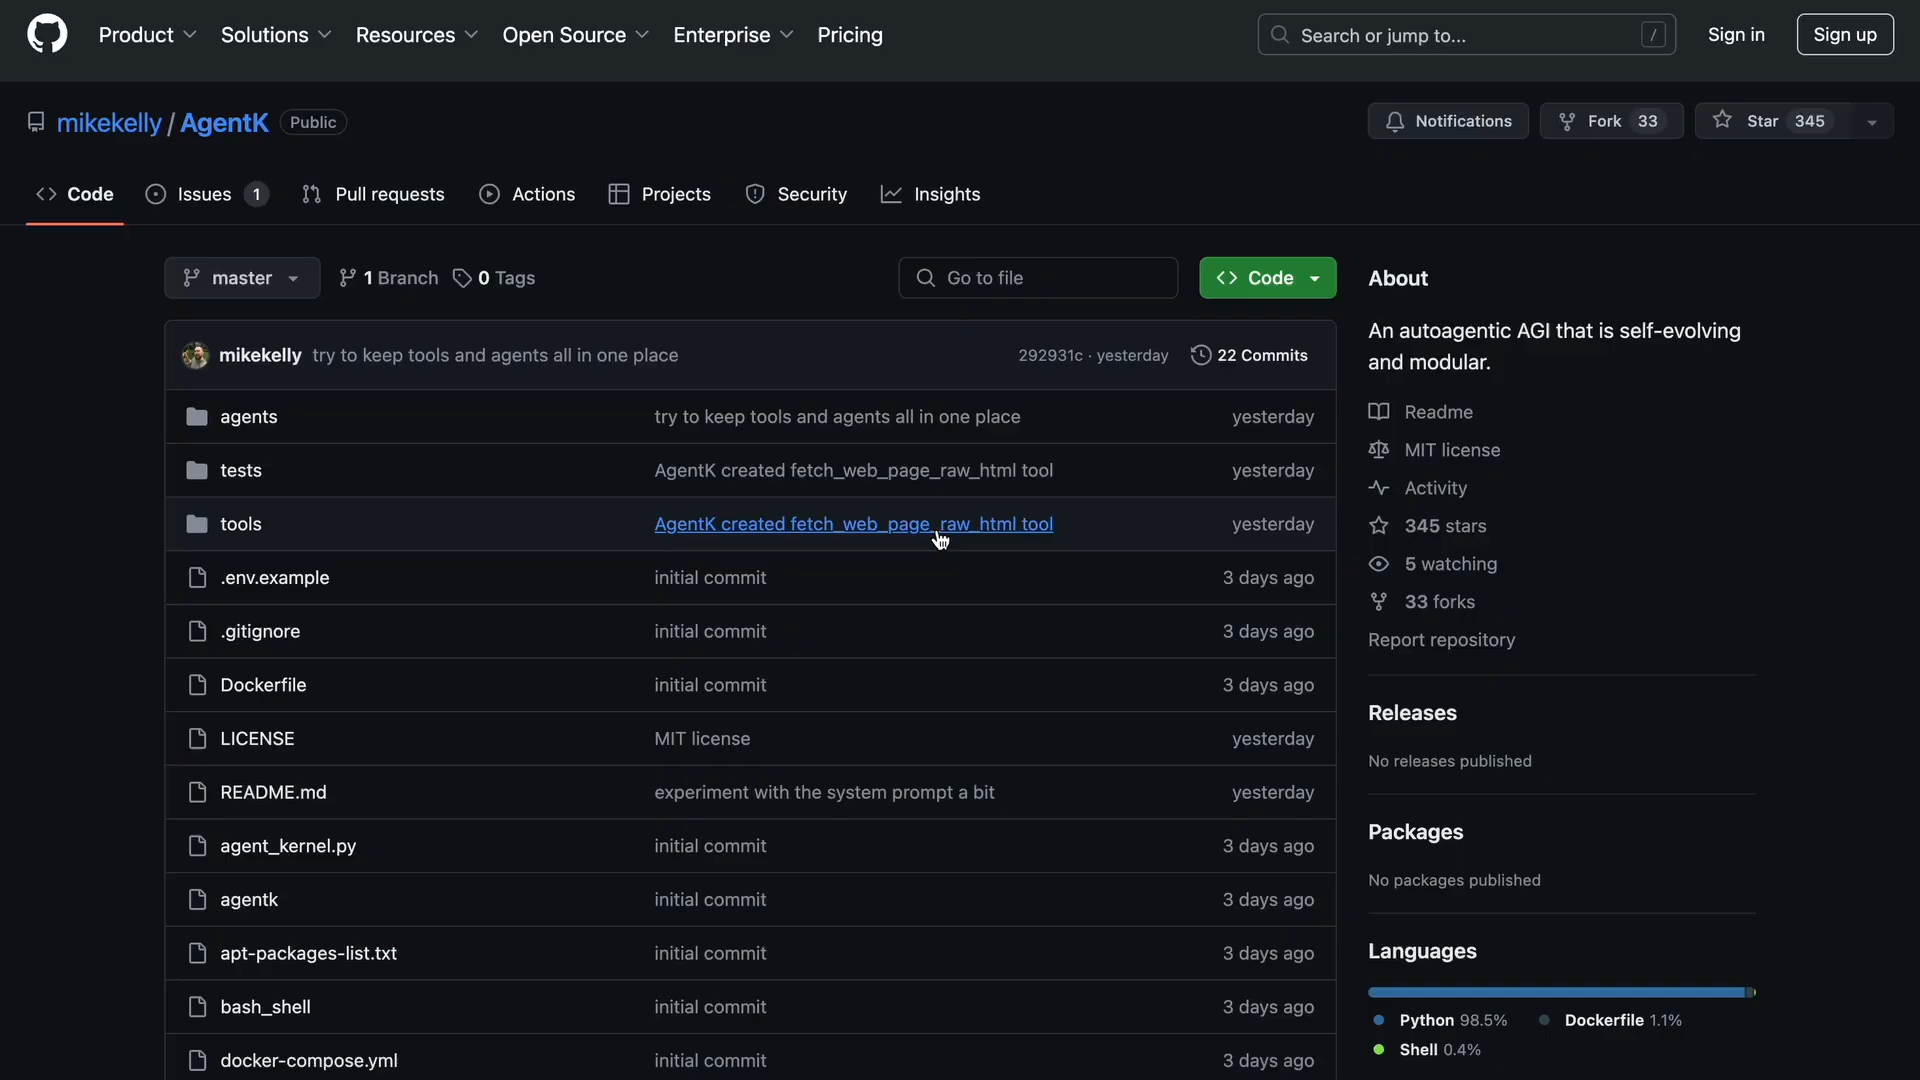 Product Solutions Resources Open Source Enterprise Pricing Search or jump to... / Sign in Sign up
mikekelly / AgentK Public Notifications Fork 33 Star 345
Code Issues 1 Pull requests Actions Projects Security Insights
master 1 Branch 0 Tags Go to file Code
mikekelly try to keep tools and agents all in one place 292931c · yesterday 22 Commits
agents try to keep tools and agents all in one place yesterday
tests AgentK created fetch_web_page_raw_html tool yesterday
tools AgentK created fetch_web_page_raw_html tool yesterday
.env.example initial commit 3 days ago
.gitignore initial commit 3 days ago
Dockerfile initial commit 3 days ago
LICENSE MIT license yesterday
README.md experiment with the system prompt a bit yesterday
agent_kernel.py initial commit 3 days ago
agentk initial commit 3 days ago
apt-packages-list.txt initial commit 3 days ago
bash_shell initial commit 3 days ago
docker-compose.yml initial commit 3 days ago
About
An autoagentic AGI that is self-evolving
and modular.
Readme
MIT license
Activity
345 stars
5 watching
33 forks
Report repository
Releases
No releases published
Packages
No packages published
Languages
Python 98.5% Dockerfile 1.1%
Shell 0.4%